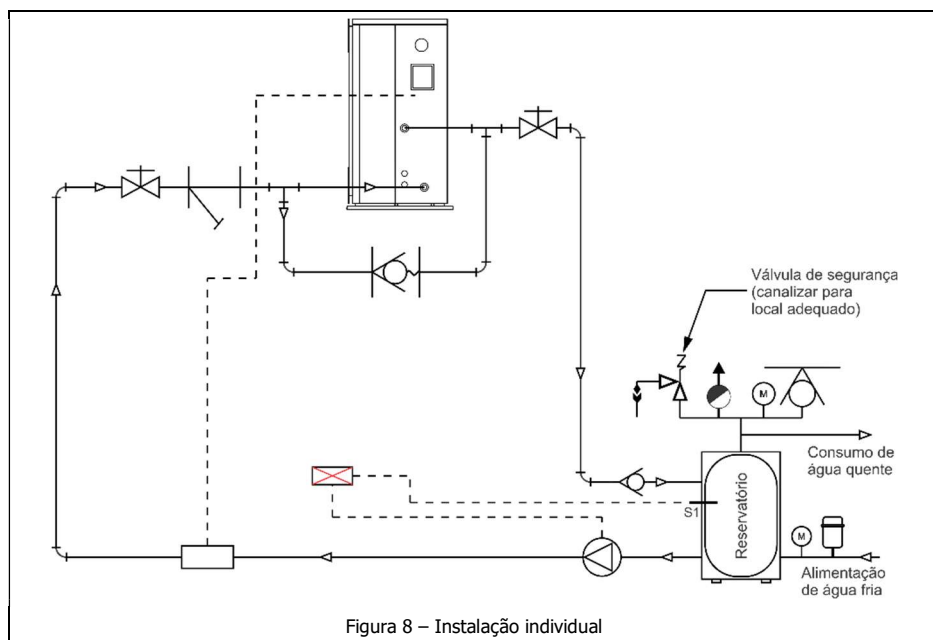 Válvula de segurança
(canalizar para
local adequado)
M
Consumo de
água quente
S1
Reservatório
M
Alimentação
de água fria
Figura 8 – Instalação individual